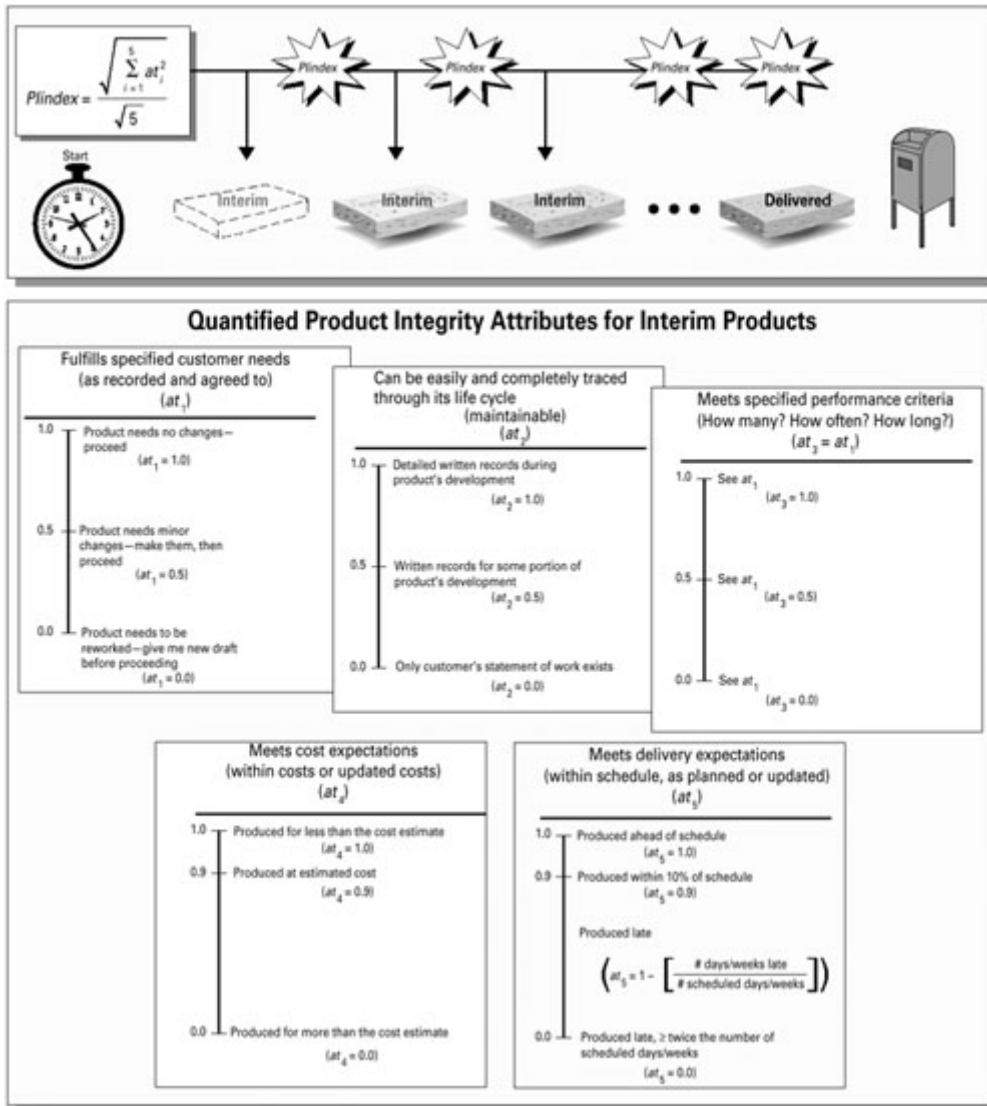 PIindex = √ 5 Σ i = 1 at i 2 / √5
PIindex
PIindex
PIindex
PIindex
Start
Interim
Interim
Interim
• • •
Delivered
Quantified Product Integrity Attributes for Interim Products
Fulfills specified customer needs
(as recorded and agreed to)
(at1)
1.0
Product needs no changes—
proceed
(at1 = 1.0)
0.5
Product needs minor
changes—make them, then
proceed
(at1 = 0.5)
0.0
Product needs to be
reworked—give me new draft
before proceeding
(at1 = 0.0)
Can be easily and completely traced
through its life cycle
(maintainable)
(at2)
1.0
Detailed written records during
product's development
(at2 = 1.0)
0.5
Written records for some portion of
product's development
(at2 = 0.5)
0.0
Only customer's statement of work exists
(at2 = 0.0)
Meets specified performance criteria
(How many? How often? How long?)
(at3 = at1)
1.0
See at1
(at3 = 1.0)
0.5
See at1
(at3 = 0.5)
0.0
See at1
(at3 = 0.0)
Meets cost expectations
(within costs or updated costs)
(at4)
1.0
Produced for less than the cost estimate
(at4 = 1.0)
0.9
Produced at estimated cost
(at4 = 0.9)
0.0
Produced for more than the cost estimate
(at4 = 0.0)
Meets delivery expectations
(within schedule, as planned or updated)
(at5)
1.0
Produced ahead of schedule
(at5 = 1.0)
0.9
Produced within 10% of schedule
(at5 = 0.9)
Produced late
(at5 = 1 – [# days/weeks late / # scheduled days/weeks])
0.0
Produced late, ≥ twice the number of
scheduled days/weeks
(at5 = 0.0)